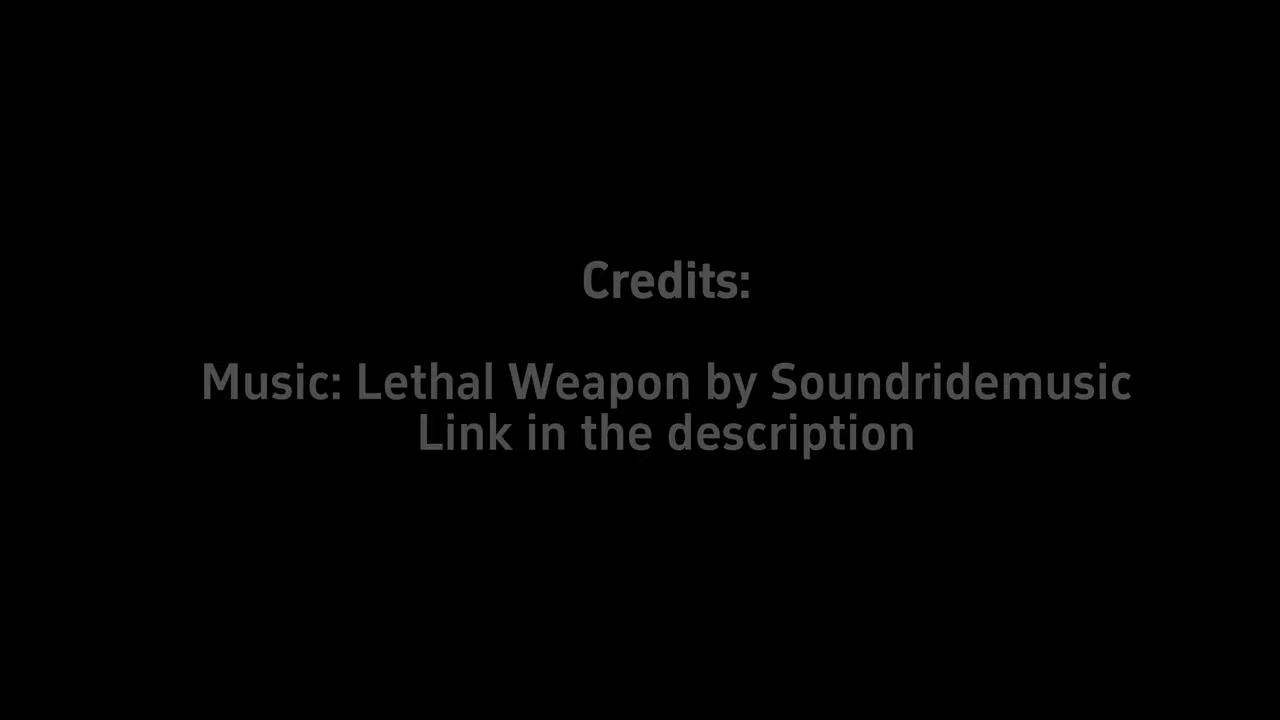 Credits:
Music: Lethal Weapon by Soundridemusic
Link in the description